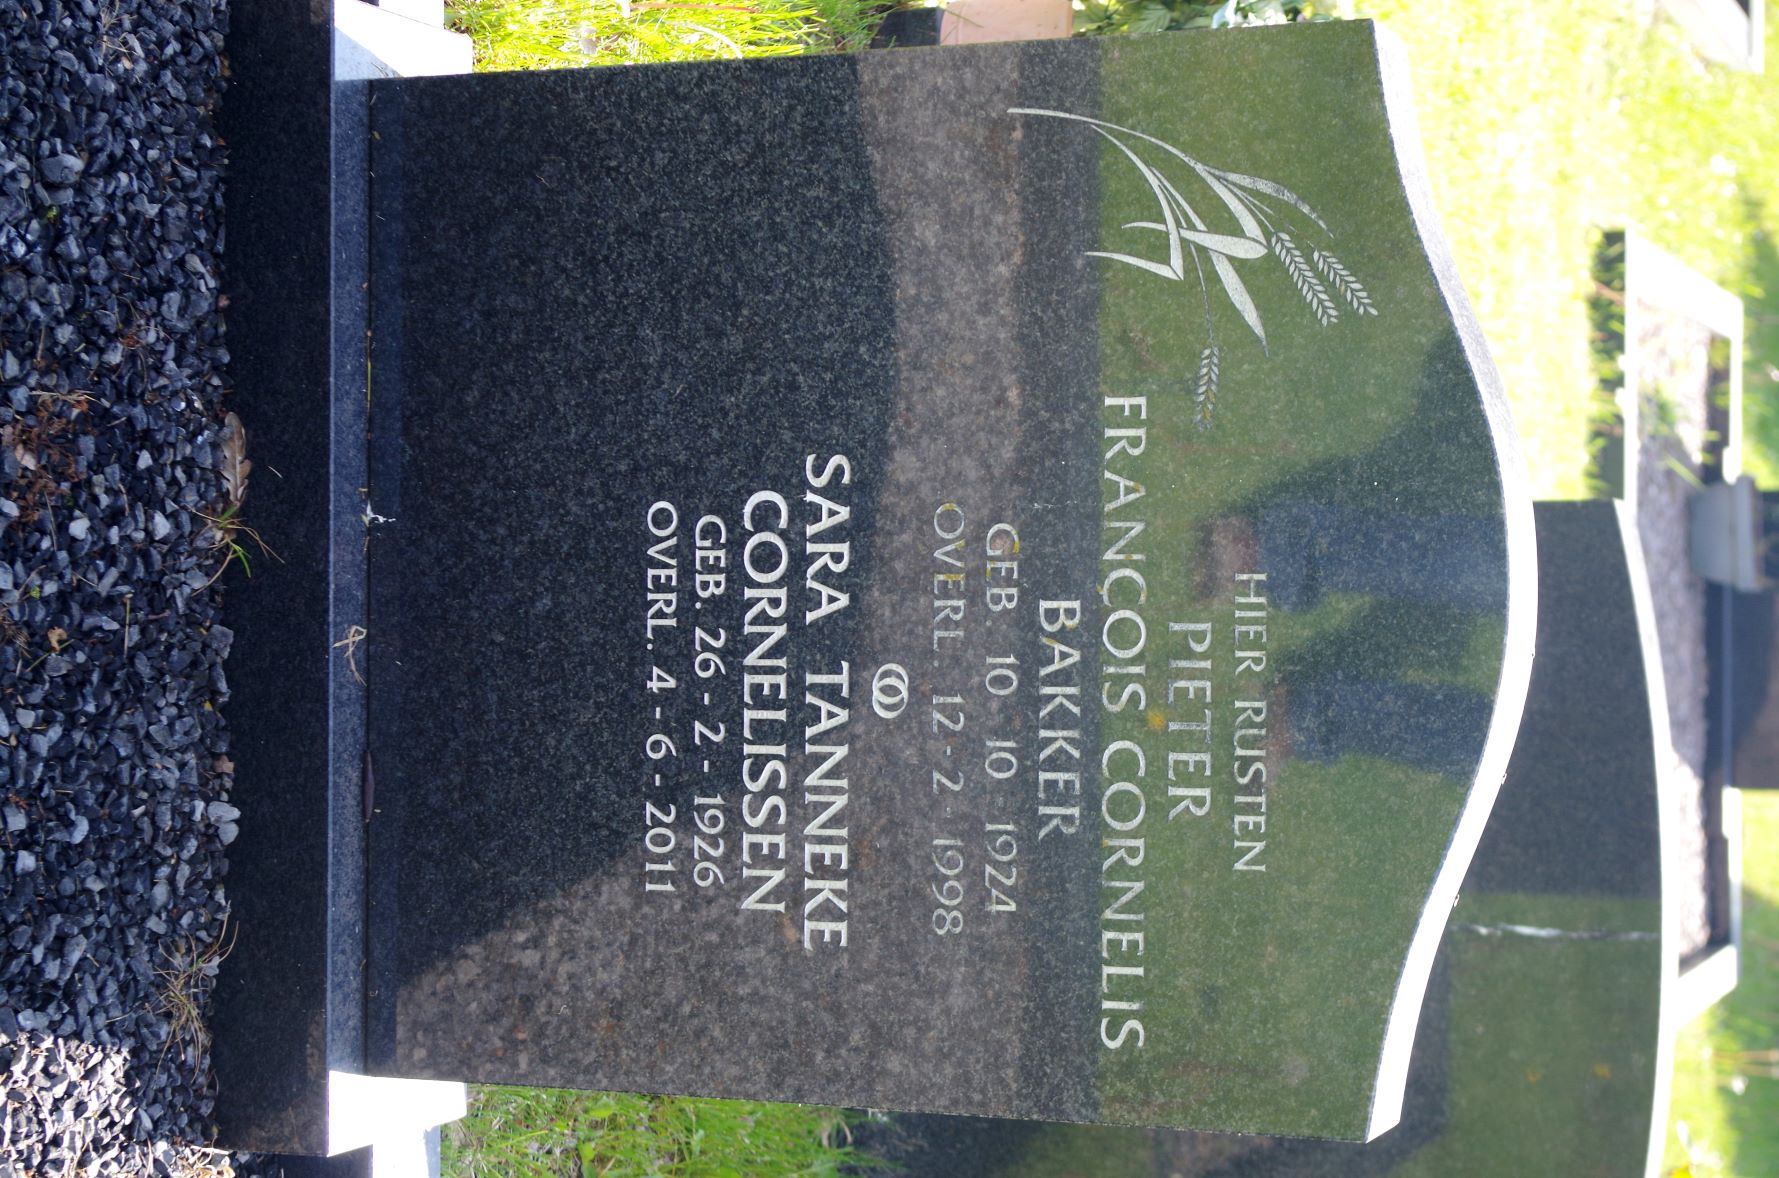 HIER RUSTEN
PIETER
FRANÇOIS CORNELIS
BAKKER
GEB. 10 - 10 - 1924
OVERL. 12 - 2 - 1998
SARA TANNEKE
CORNELISSEN
GEB. 26 - 2 - 1926
OVERL. 4 - 6 - 2011